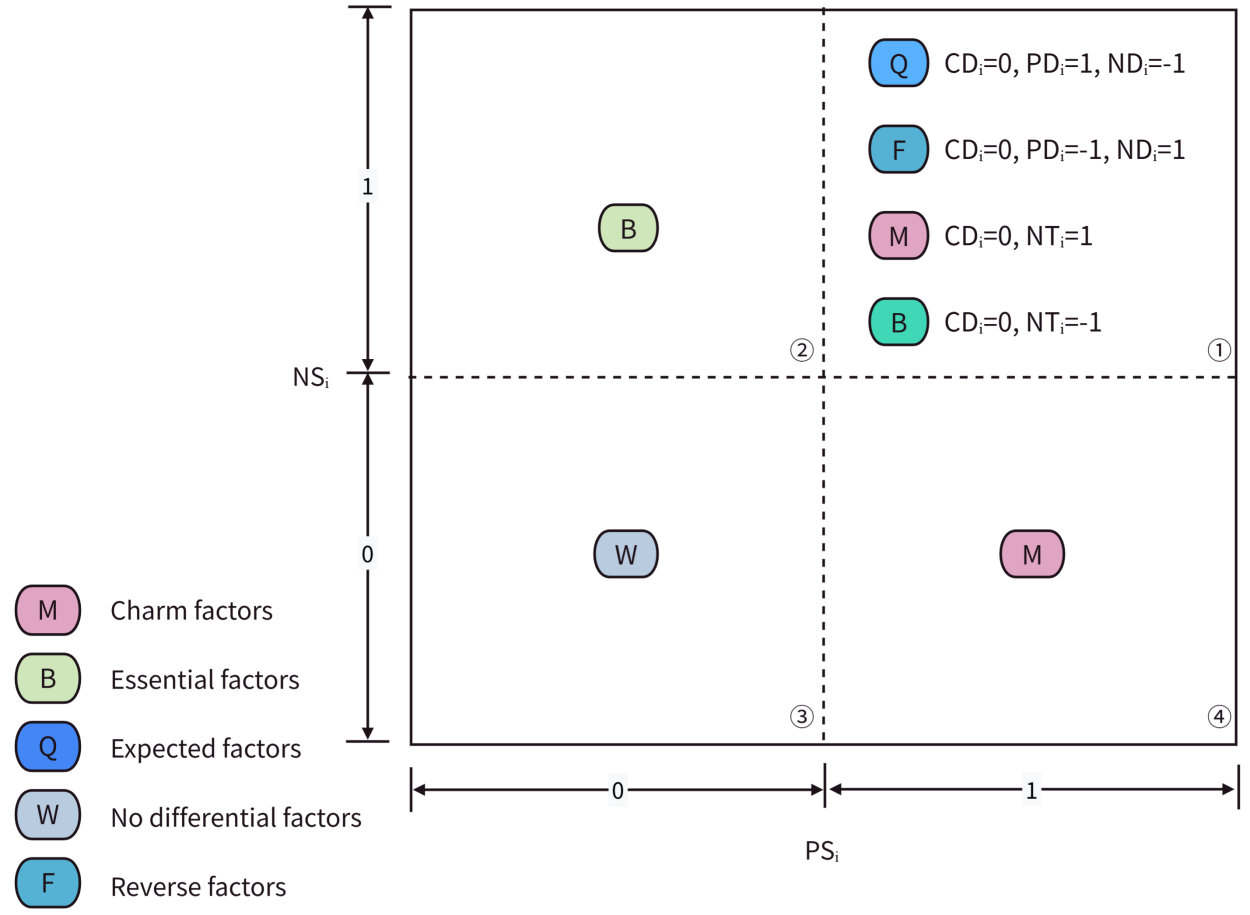 Q CDᵢ=0, PDᵢ=1, NDᵢ=-1
F CDᵢ=0, PDᵢ=-1, NDᵢ=1
1
B
M CDᵢ=0, NTᵢ=1
B CDᵢ=0, NTᵢ=-1
② ①
NSᵢ
0
W M
M Charm factors
B Essential factors
③ ④
Q Expected factors
0 1
W No differential factors
PSᵢ
F Reverse factors